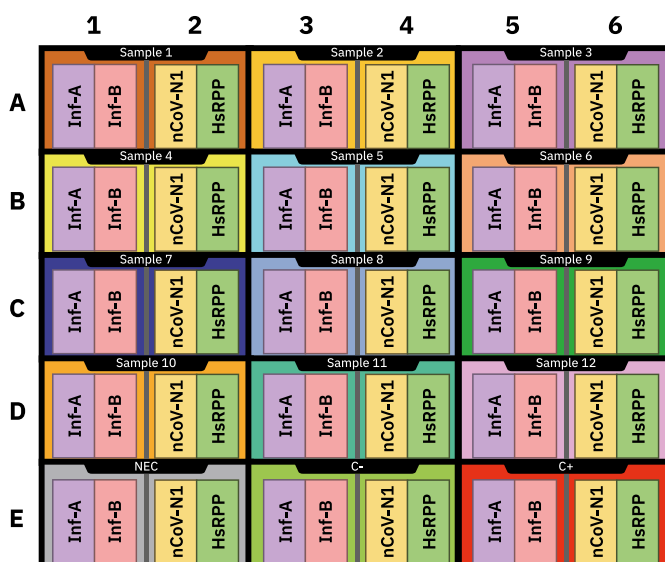 1 2 3 4 5 6
Sample 1 Sample 2 Sample 3
A Inf-A Inf-B nCoV-N1 HsRPP Inf-A Inf-B nCoV-N1 HsRPP Inf-A Inf-B nCoV-N1 HsRPP
Sample 4 Sample 5 Sample 6
B Inf-A Inf-B nCoV-N1 HsRPP Inf-A Inf-B nCoV-N1 HsRPP Inf-A Inf-B nCoV-N1 HsRPP
Sample 7 Sample 8 Sample 9
C Inf-A Inf-B nCoV-N1 HsRPP Inf-A Inf-B nCoV-N1 HsRPP Inf-A Inf-B nCoV-N1 HsRPP
Sample 10 Sample 11 Sample 12
D Inf-A Inf-B nCoV-N1 HsRPP Inf-A Inf-B nCoV-N1 HsRPP Inf-A Inf-B nCoV-N1 HsRPP
NEC C- C+
E Inf-A Inf-B nCoV-N1 HsRPP Inf-A Inf-B nCoV-N1 HsRPP Inf-A Inf-B nCoV-N1 HsRPP